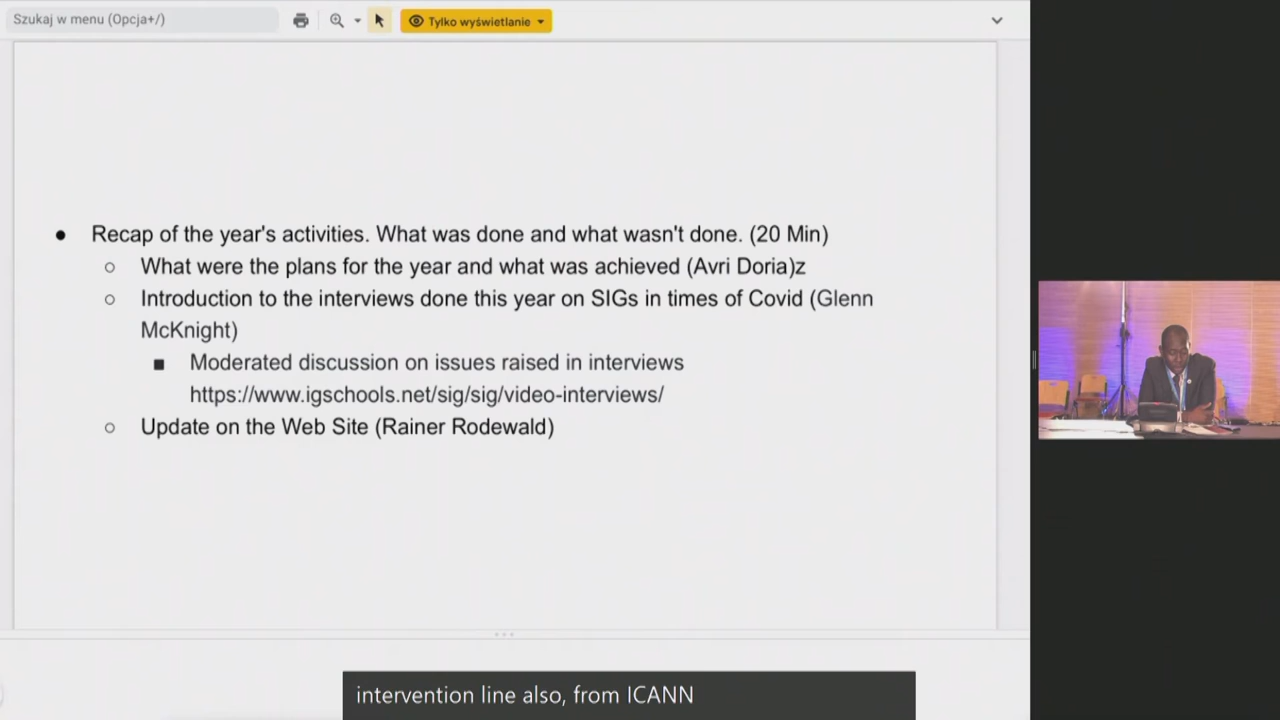 Szukaj w menu (Opcja+/)
Tylko wyświetlanie
● Recap of the year's activities. What was done and what wasn't done. (20 Min)
○ What were the plans for the year and what was achieved (Avri Doria)z
○ Introduction to the interviews done this year on SIGs in times of Covid (Glenn
McKnight)
■ Moderated discussion on issues raised in interviews
https://www.igschools.net/sig/sig/video-interviews/
○ Update on the Web Site (Rainer Rodewald)
intervention line also, from ICANN